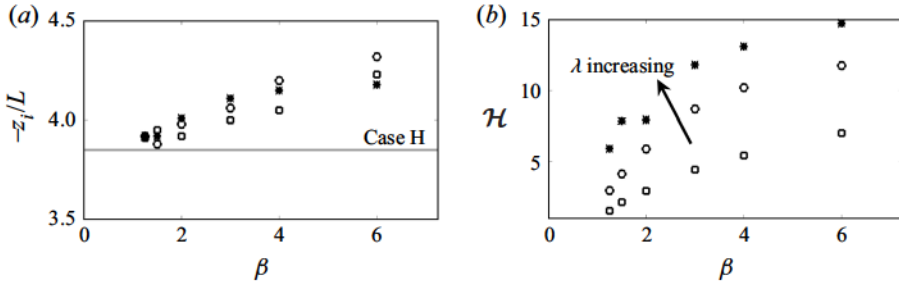 (a)
4.5
4.0
3.5
–z_i/L
Case H
0 2 4 6
β
(b)
15
10
5
ℋ
λ increasing
0 2 4 6
β